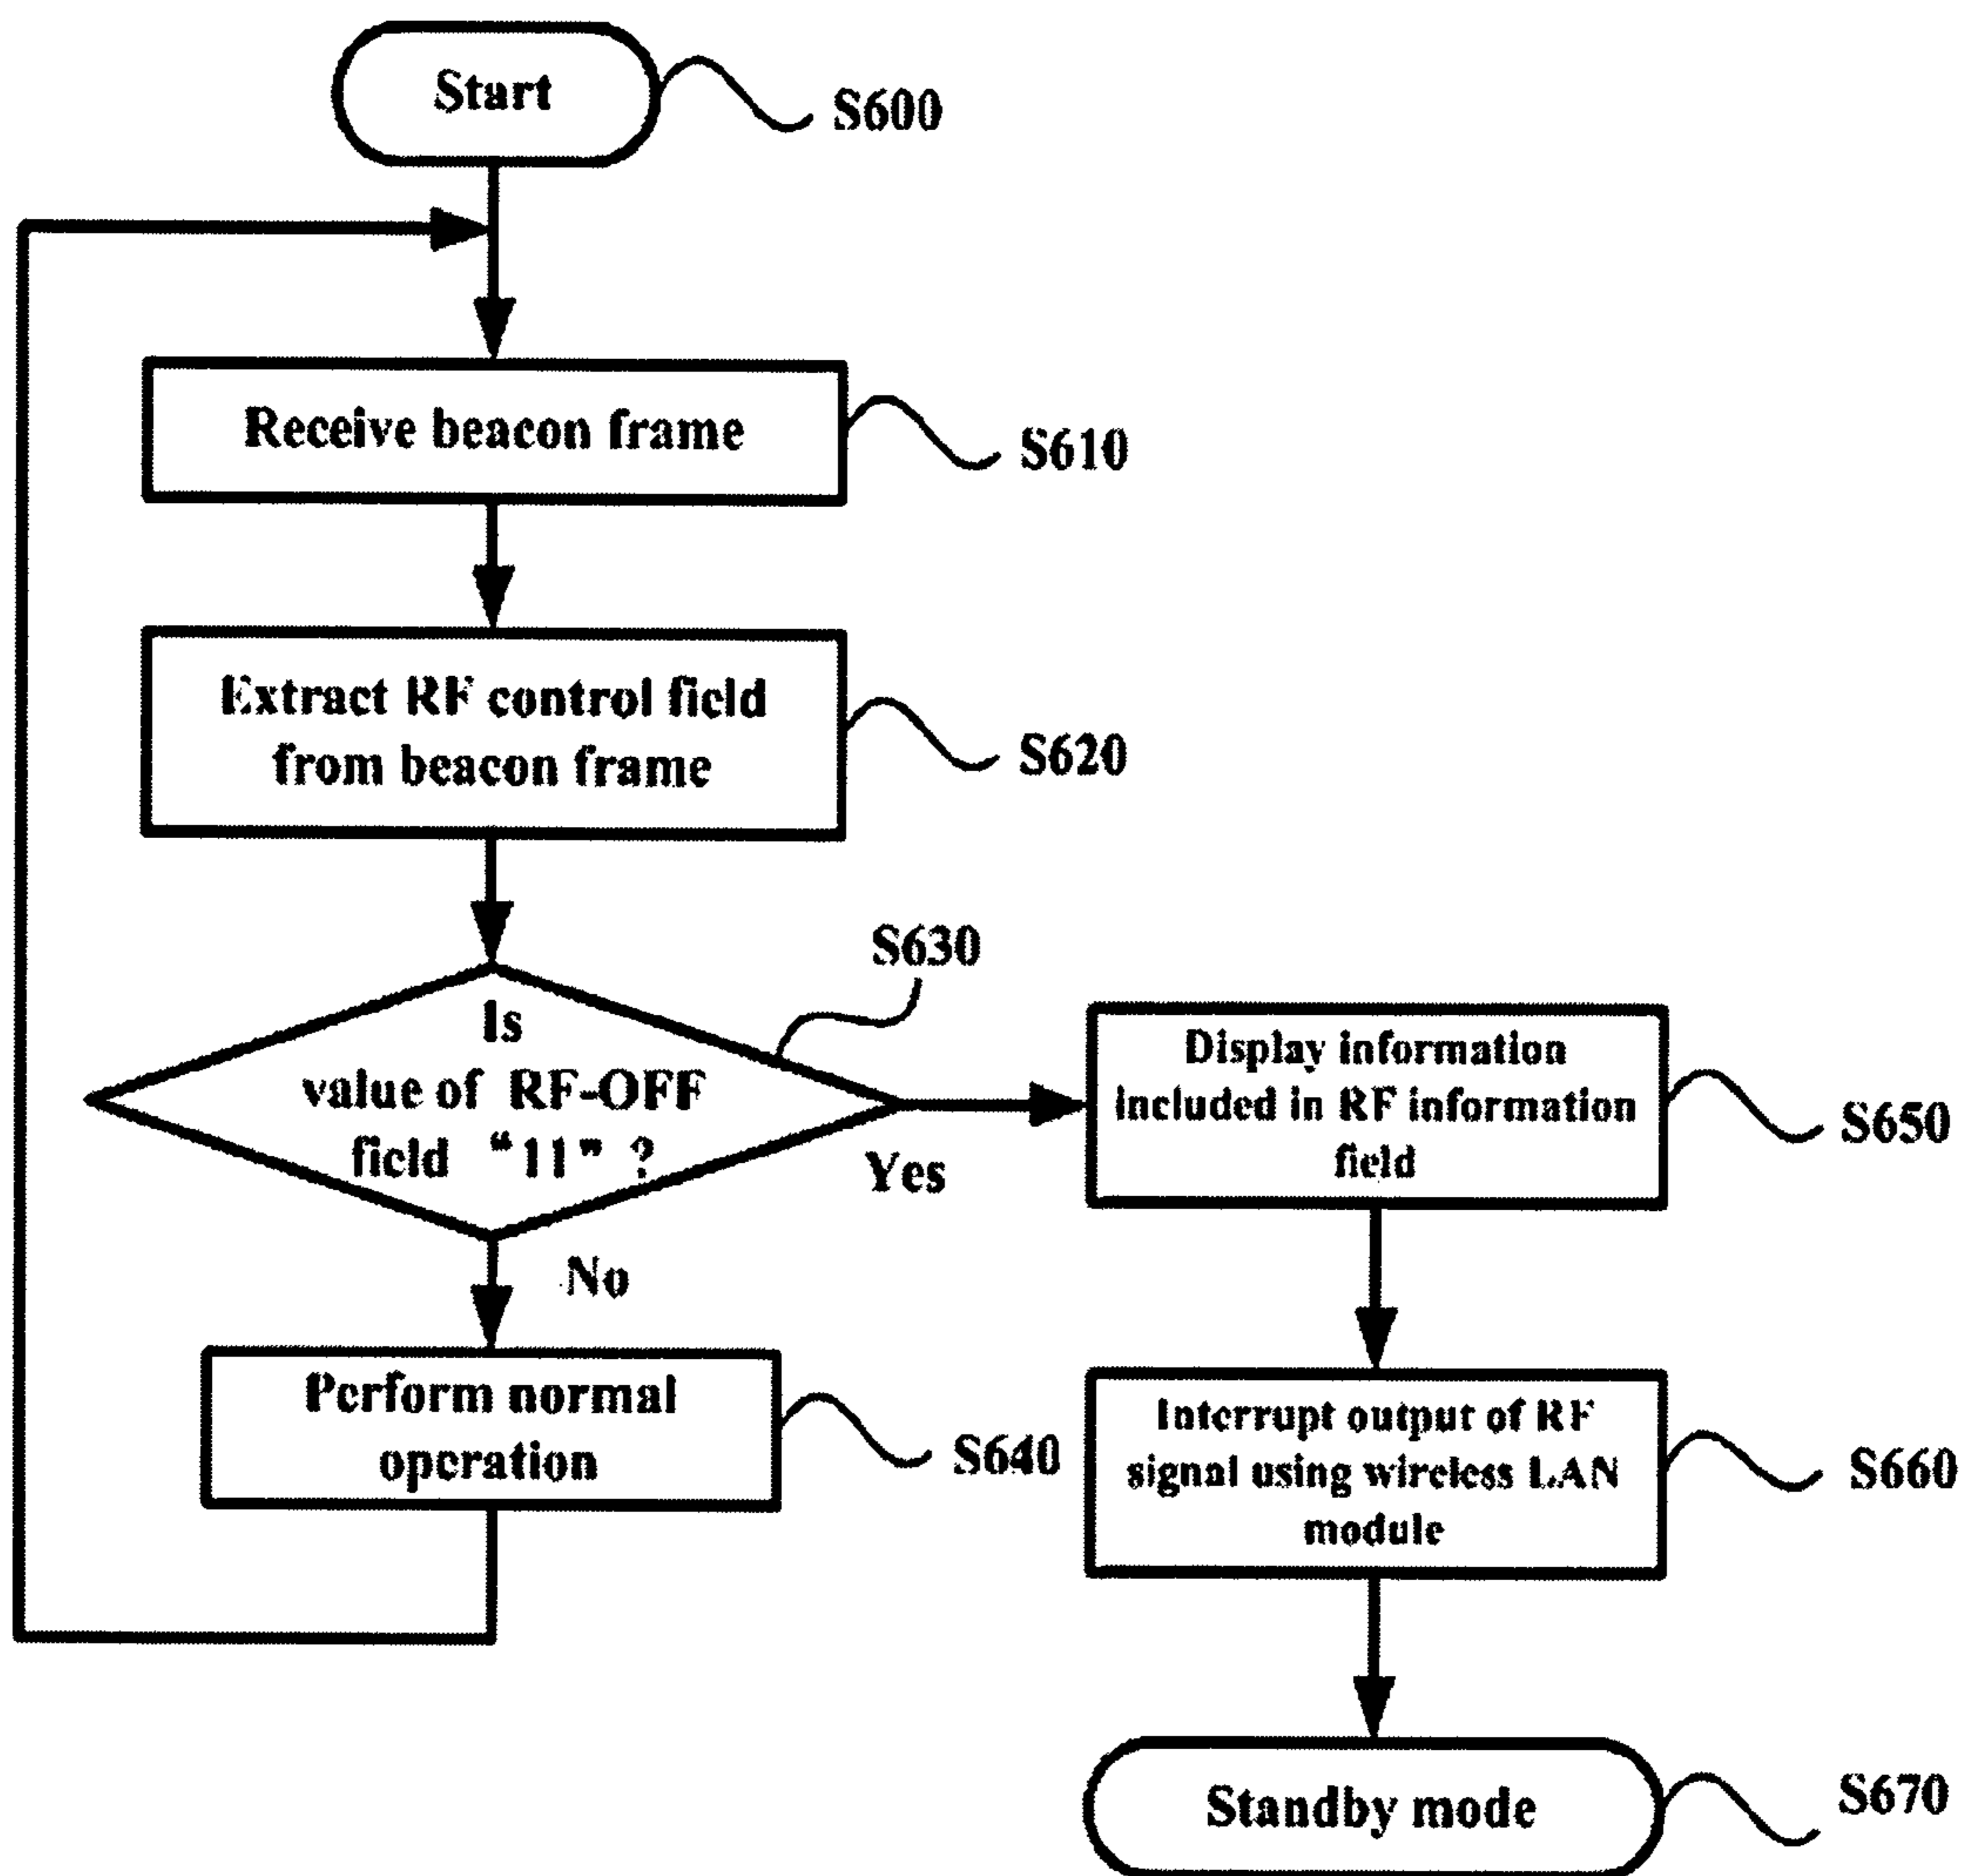 Start
S600
Receive beacon frame
S610
Extract RF control field
from beacon frame
S620
S630
Is
value of RF-OFF
field “11” ?
Yes
No
Perform normal
operation
S640
Display information
included in RF information
field
S650
Interrupt output of RF
signal using wireless LAN
module
S660
Standby mode
S670